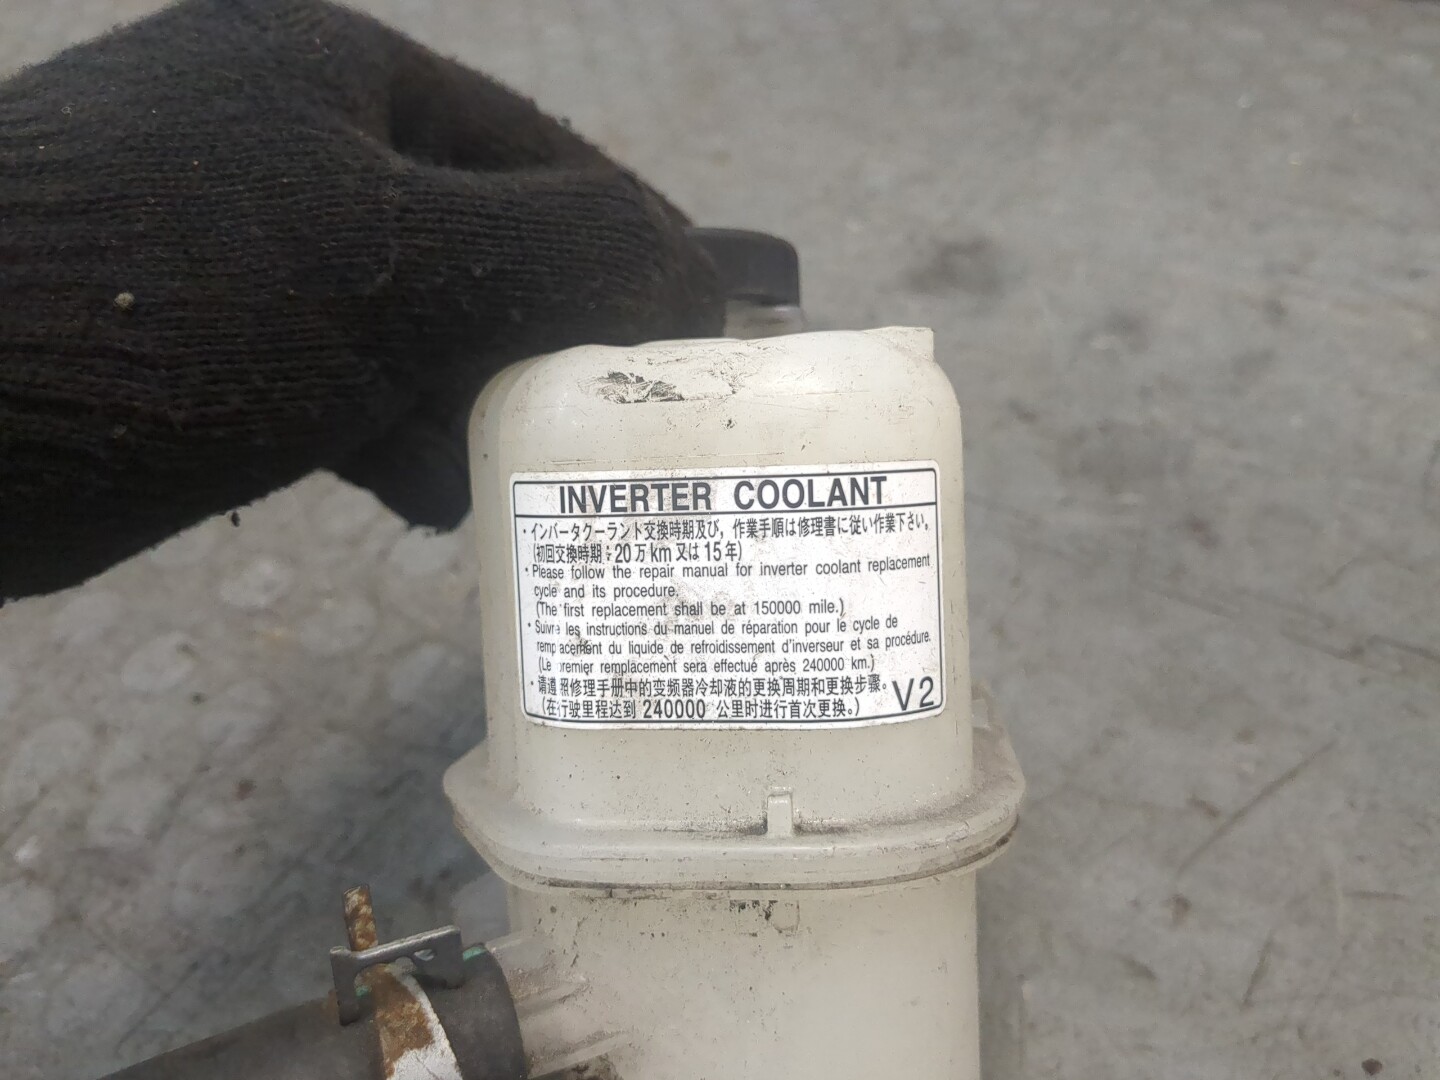 INVERTER COOLANT
・インバータクーラント交換時期及び，作業手順は修理書に従い作業下さい。
(初回交換時期：20万km又は15年)
・Please follow the repair manual for inverter coolant replacement
cycle and its procedure.
(The first replacement shall be at 150000 mile.)
・Suivre les instructions du manuel de réparation pour le cycle de
remplacement du liquide de refroidissement d'inverseur et sa procédure.
(Le premier remplacement sera effectué après 240000 km.)
・请遵照修理手册中的变频器冷却液的更换周期和更换步骤。
(在行驶里程达到 240000 公里时进行首次更换。)
V2